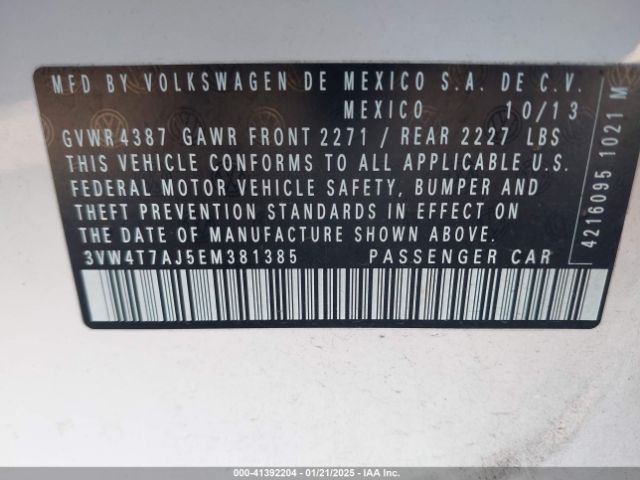 MFD BY VOLKSWAGEN DE MEXICO S.A. DE C.V.
MEXICO 10/13
GVWR 4387 GAWR FRONT 2271 / REAR 2227 LBS
THIS VEHICLE CONFORMS TO ALL APPLICABLE U.S.
FEDERAL MOTOR VEHICLE SAFETY, BUMPER AND
THEFT PREVENTION STANDARDS IN EFFECT ON
THE DATE OF MANUFACTURE SHOWN ABOVE.
3VW4T7AJ5EM381385 PASSENGER CAR
4216095 1021 M
000-41392204 - 01/21/2025 - IAA Inc.